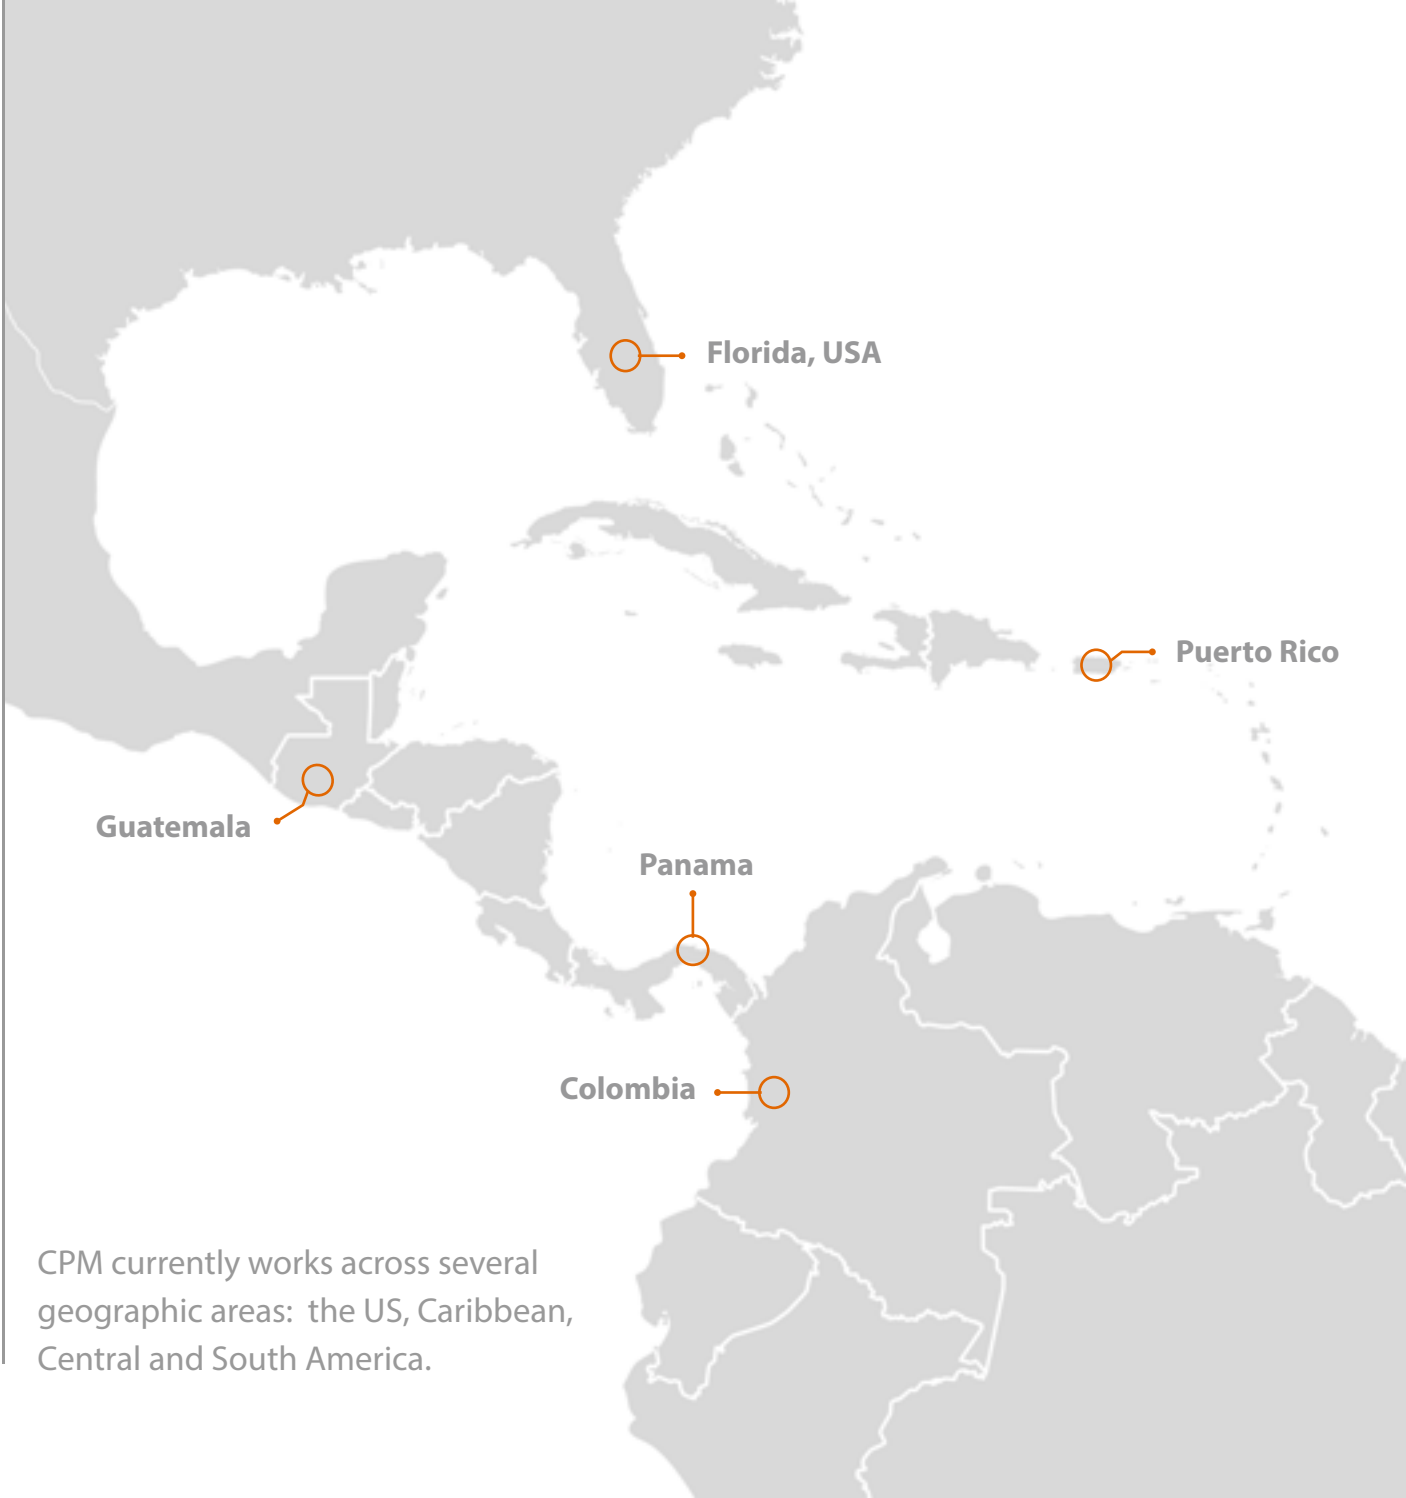 Florida, USA
Puerto Rico
Guatemala
Panama
Colombia
CPM currently works across several
geographic areas:  the US, Caribbean,
Central and South America.